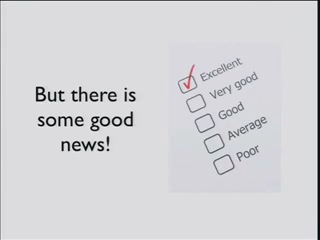 But there is
some good
news!
Excellent
Very good
Good
Average
Poor